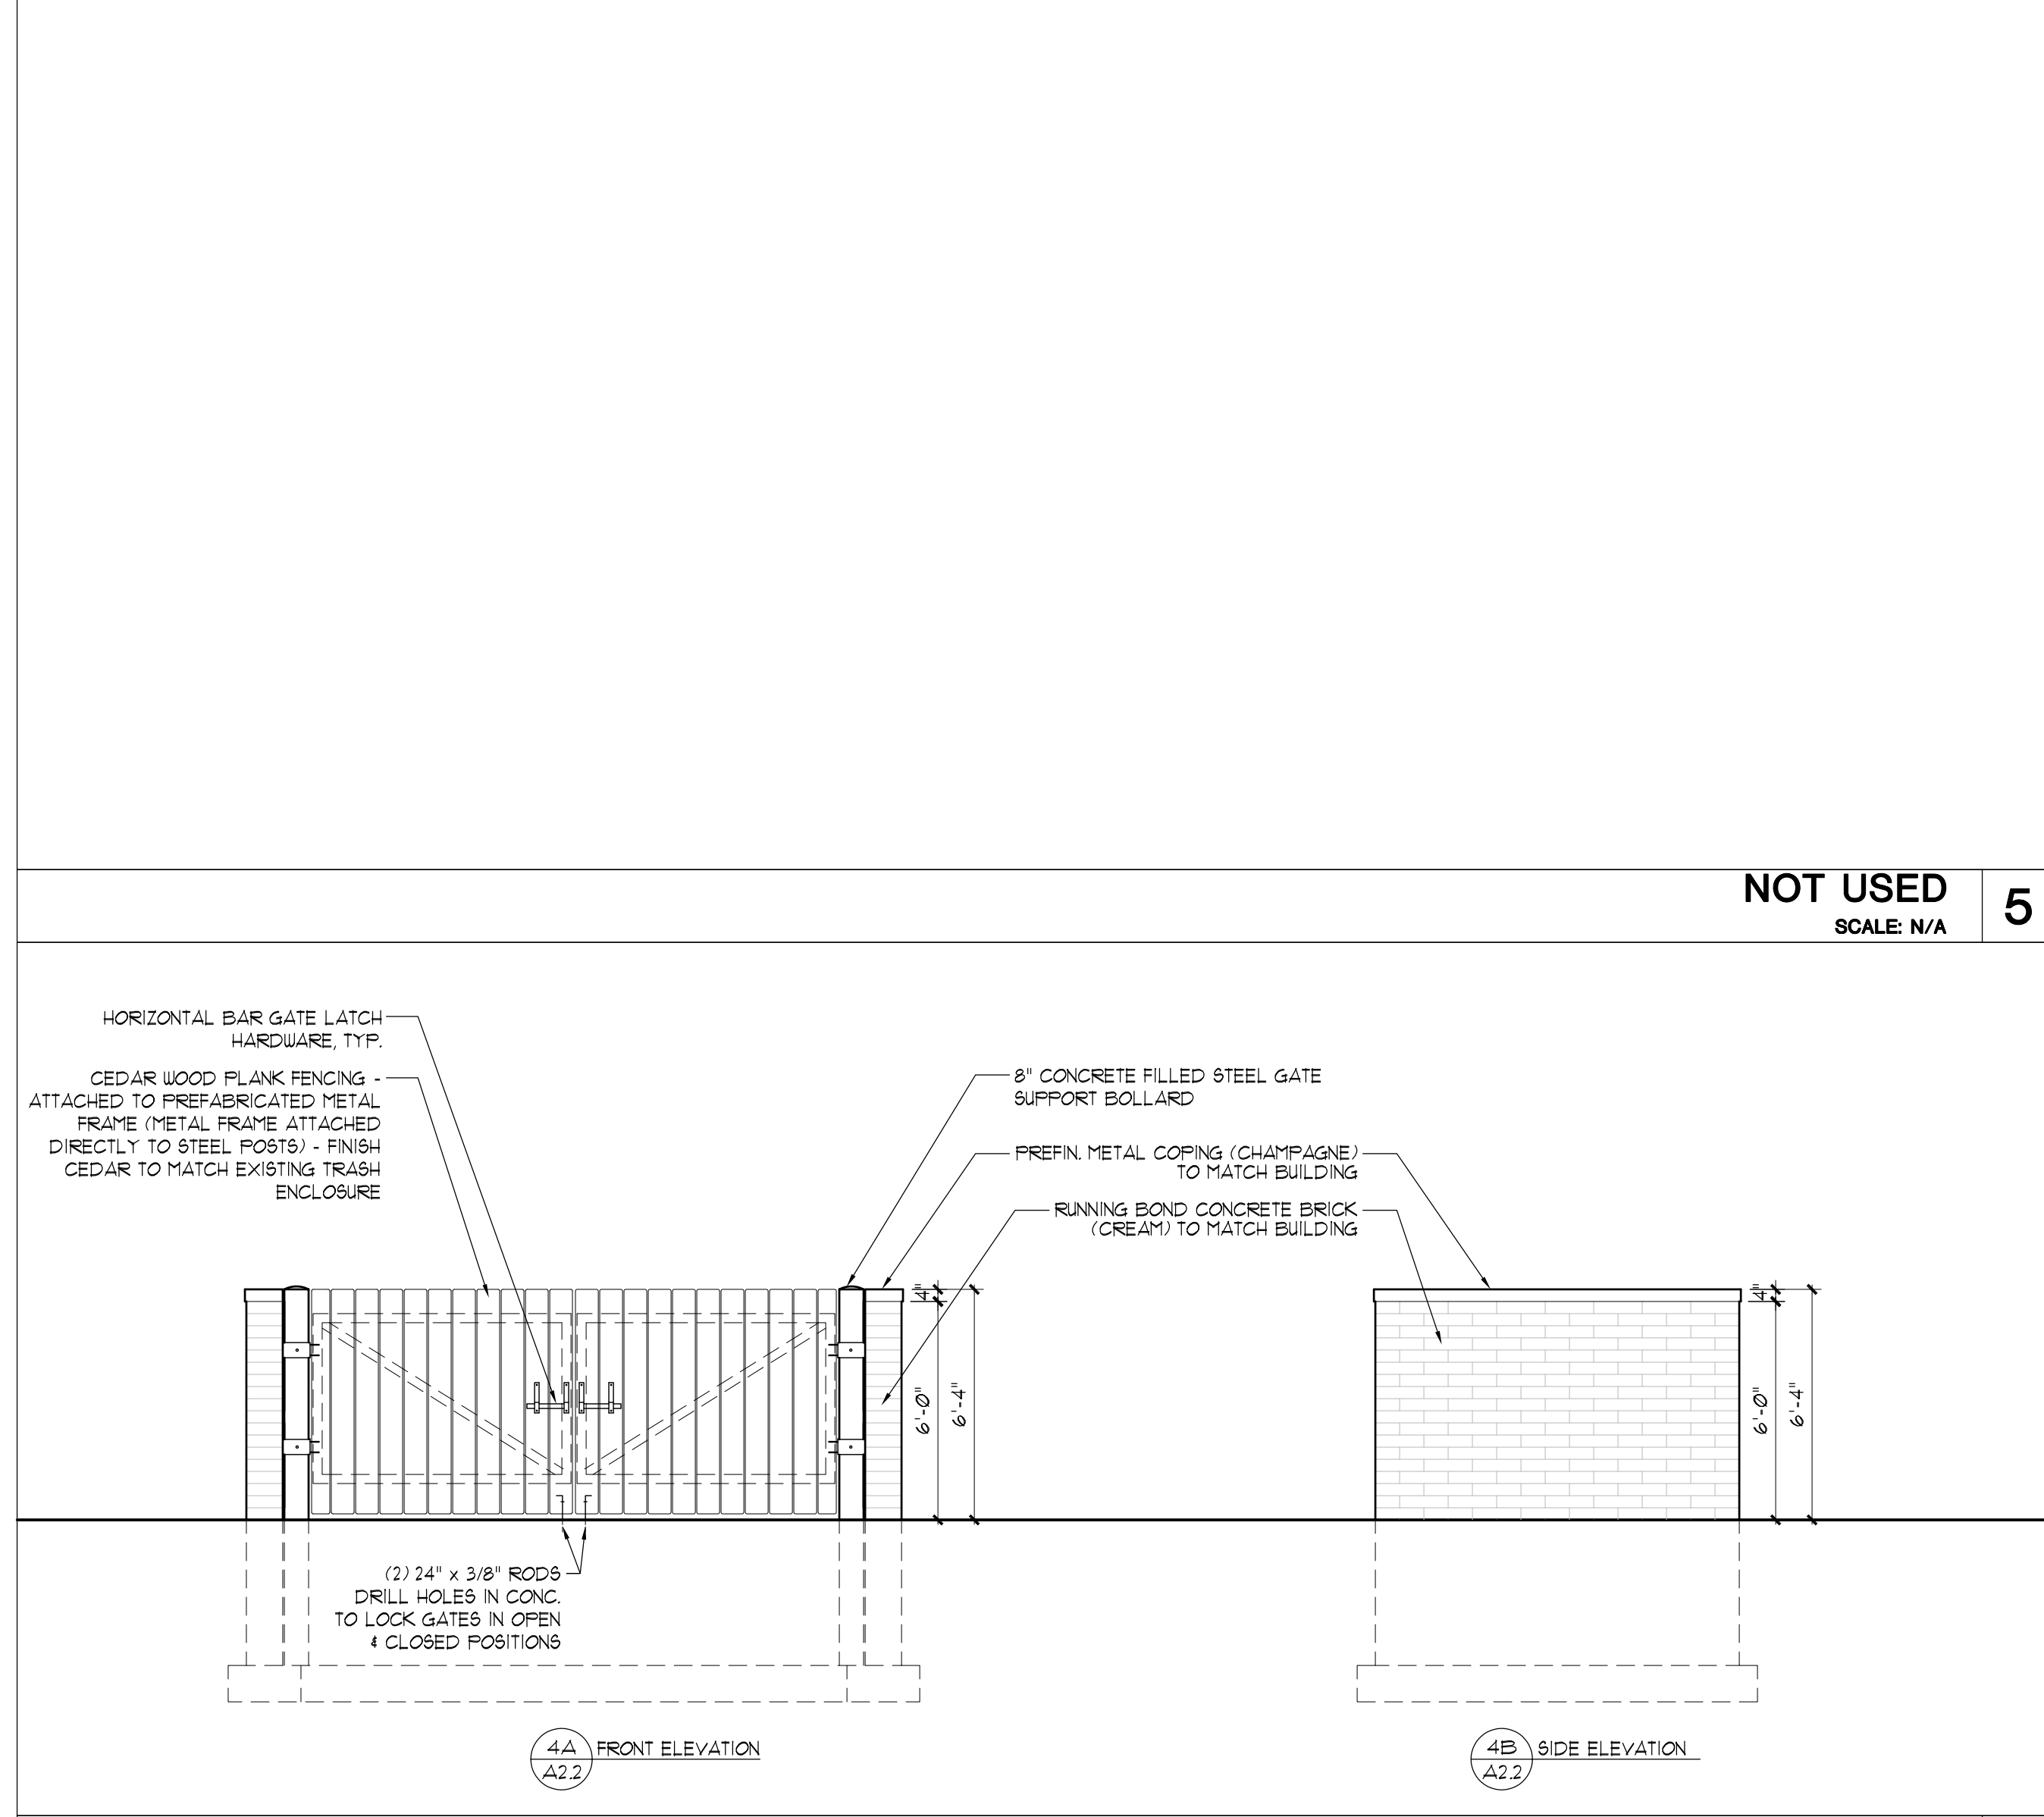 NOT USED
SCALE: N/A
5
HORIZONTAL BAR GATE LATCH
HARDWARE, TYP.
CEDAR WOOD PLANK FENCING -
ATTACHED TO PREFABRICATED METAL
FRAME (METAL FRAME ATTACHED
DIRECTLY TO STEEL POSTS) - FINISH
CEDAR TO MATCH EXISTING TRASH
ENCLOSURE
8" CONCRETE FILLED STEEL GATE
SUPPORT BOLLARD
PREFIN. METAL COPING (CHAMPAGNE)
TO MATCH BUILDING
RUNNING BOND CONCRETE BRICK
(CREAM) TO MATCH BUILDING
4"
6'-0"
6'-4"
4"
6'-0"
6'-4"
(2) 24" x 3/8" RODS
DRILL HOLES IN CONC.
TO LOCK GATES IN OPEN
& CLOSED POSITIONS
4A
A2.2
FRONT ELEVATION
4B
A2.2
SIDE ELEVATION